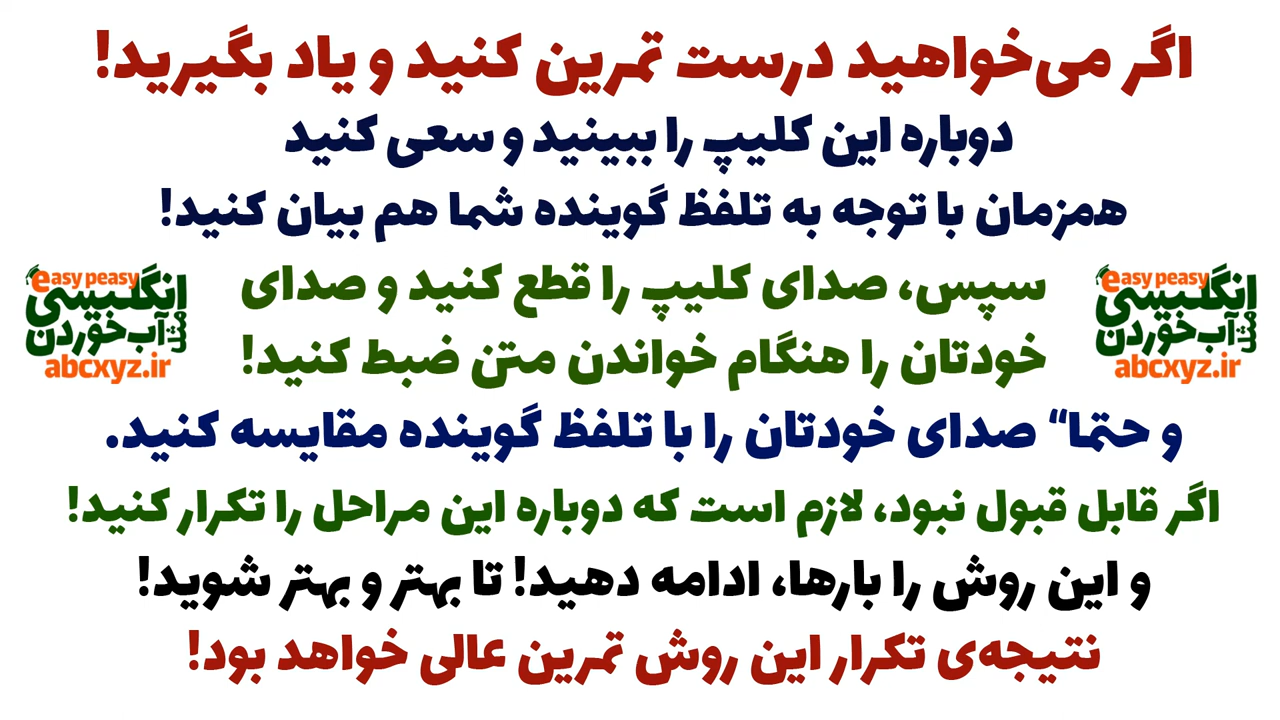 اگر می‌خواهید درست تمرین کنید و یاد بگیرید!
دوباره این کلیپ را ببینید و سعی کنید
همزمان با توجه به تلفظ گوینده شما هم بیان کنید!
سپس، صدای کلیپ را قطع کنید و صدای
خودتان را هنگام خواندن متن ضبط کنید!
و حتما“ صدای خودتان را با تلفظ گوینده مقایسه کنید.
اگر قابل قبول نبود، لازم است که دوباره این مراحل را تکرار کنید!
و این روش را بارها، ادامه دهید! تا بهتر و بهتر شوید!
نتیجه‌ی تکرار این روش تمرین عالی خواهد بود!
easy peasy
انگلیسی
مثل آب‌خوردن
abcxyz.ir
easy peasy
انگلیسی
مثل آب‌خوردن
abcxyz.ir